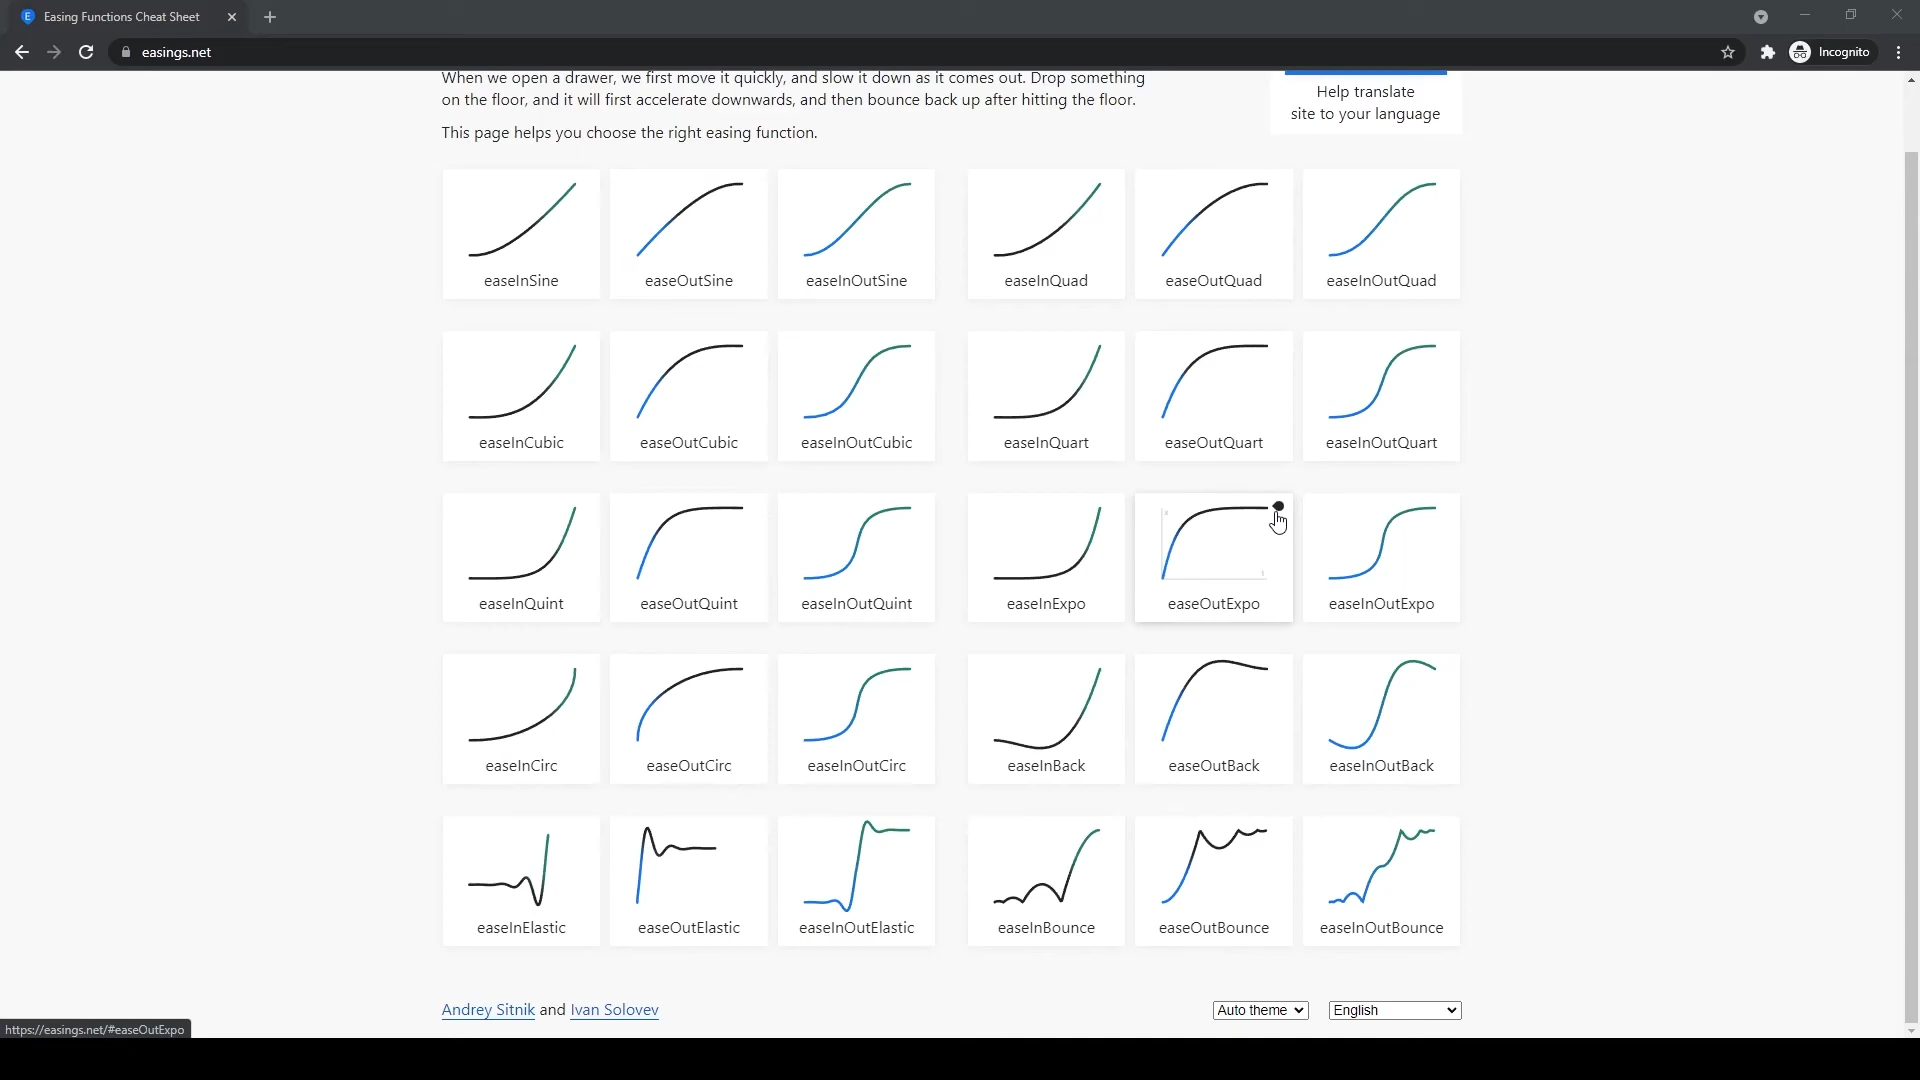 Easing Functions Cheat Sheet
easings.net
Incognito
When we open a drawer, we first move it quickly, and slow it down as it comes out. Drop something
on the floor, and it will first accelerate downwards, and then bounce back up after hitting the floor.
This page helps you choose the right easing function.
Help translate
site to your language
easeInSine
easeOutSine
easeInOutSine
easeInQuad
easeOutQuad
easeInOutQuad
easeInCubic
easeOutCubic
easeInOutCubic
easeInQuart
easeOutQuart
easeInOutQuart
easeInQuint
easeOutQuint
easeInOutQuint
easeInExpo
easeOutExpo
easeInOutExpo
easeInCirc
easeOutCirc
easeInOutCirc
easeInBack
easeOutBack
easeInOutBack
easeInElastic
easeOutElastic
easeInOutElastic
easeInBounce
easeOutBounce
easeInOutBounce
Andrey Sitnik and Ivan Solovev
Auto theme
English
https://easings.net/#easeOutExpo